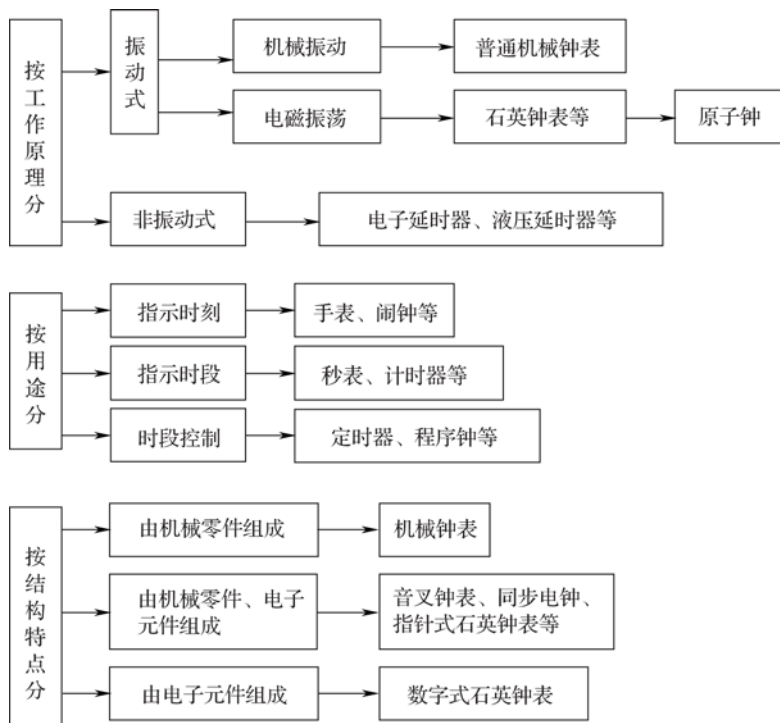 按工作原理分
振动式
机械振动
普通机械钟表
电磁振荡
石英钟表等
原子钟
非振动式
电子延时器、液压延时器等
按用途分
指示时刻
手表、闹钟等
指示时段
秒表、计时器等
时段控制
定时器、程序钟等
按结构特点分
由机械零件组成
机械钟表
由机械零件、电子
元件组成
音叉钟表、同步电钟、
指针式石英钟表等
由电子元件组成
数字式石英钟表